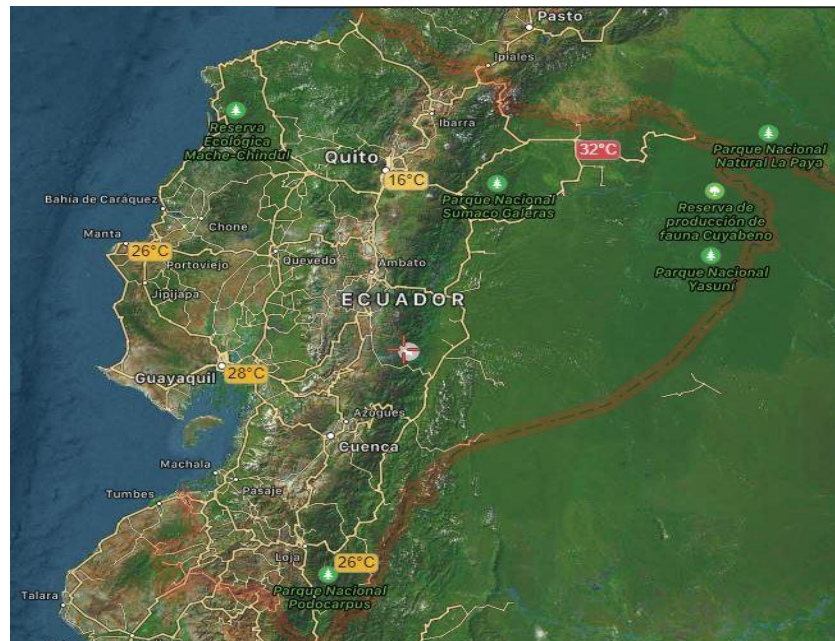 Pasto
Ipiales
Reserva
Ecológica
Mache-Chindul
Ibarra
Quito
16°C
32°C
Parque Nacional
Natural La Paya
Parque Nacional
Sumaco Galeras
Reserva de
producción de
fauna Cuyabeno
Bahía de Caráquez
Chone
Manta
26°C
Portoviejo
Quevedo
Ambato
Parque Nacional
Yasuní
Jipijapa
ECUADOR
Guayaquil
28°C
Azogues
Cuenca
Machala
Pasaje
Tumbes
Loja
26°C
Parque Nacional
Podocarpus
Talara